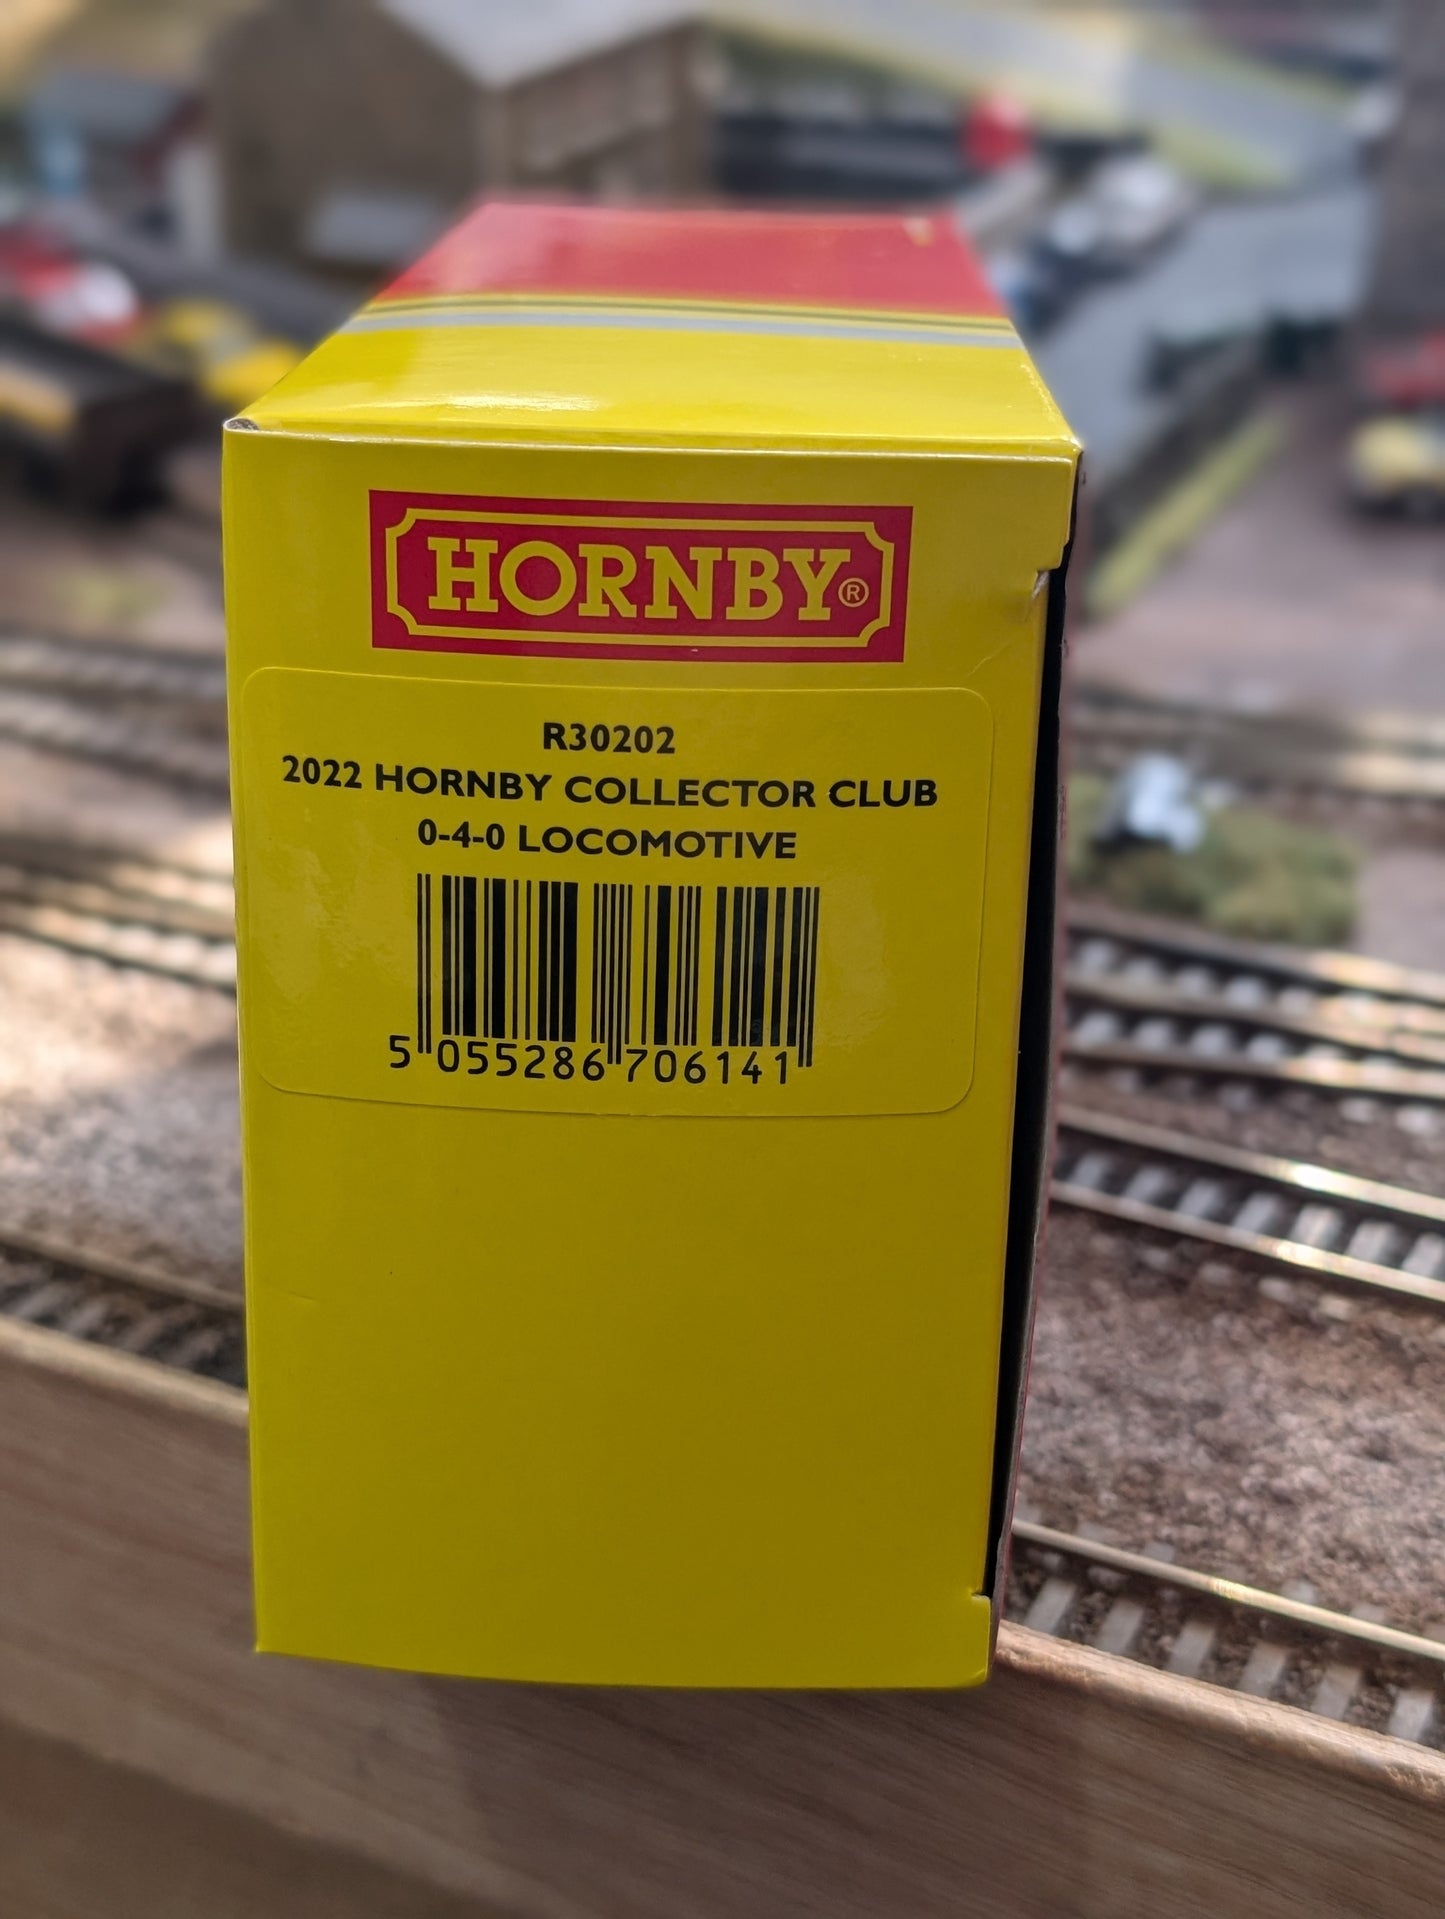 HORNBY®
R30202
2022 HORNBY COLLECTOR CLUB
0-4-0 LOCOMOTIVE
5 055286 706141